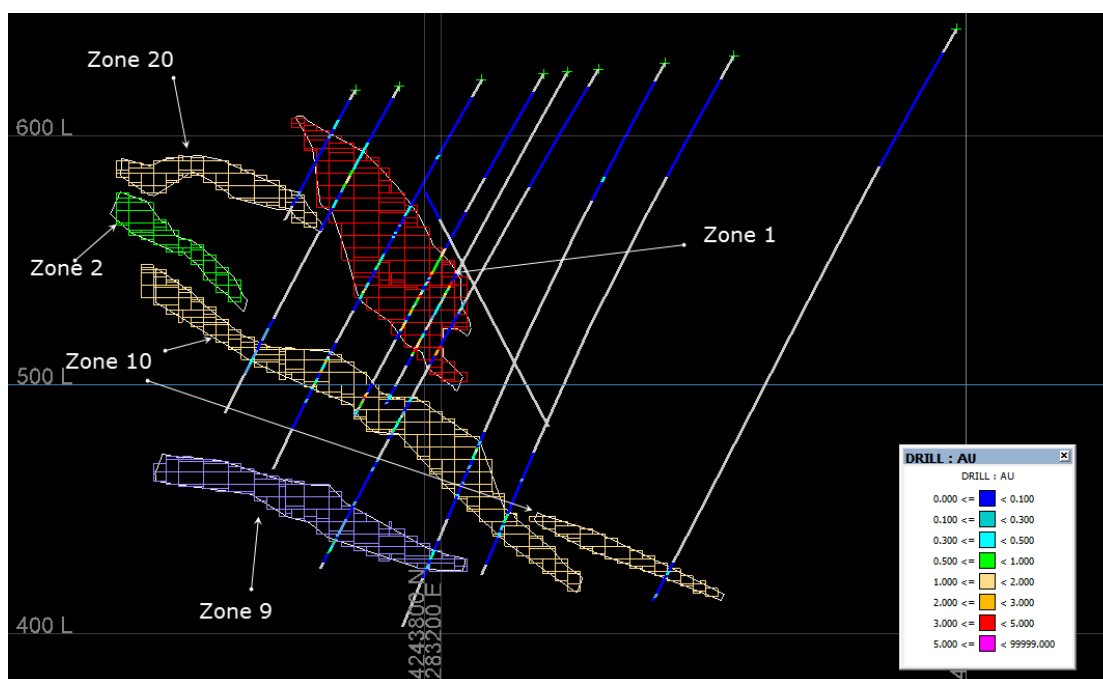 Zone 20
600 L
Zone 1
Zone 2
Zone 10
500 L
Zone 9
400 L
4243800 N
283200 E
DRILL : AU
DRILL : AU
0.000 <= < 0.100
0.100 <= < 0.300
0.300 <= < 0.500
0.500 <= < 1.000
1.000 <= < 2.000
2.000 <= < 3.000
3.000 <= < 5.000
5.000 <= < 99999.000